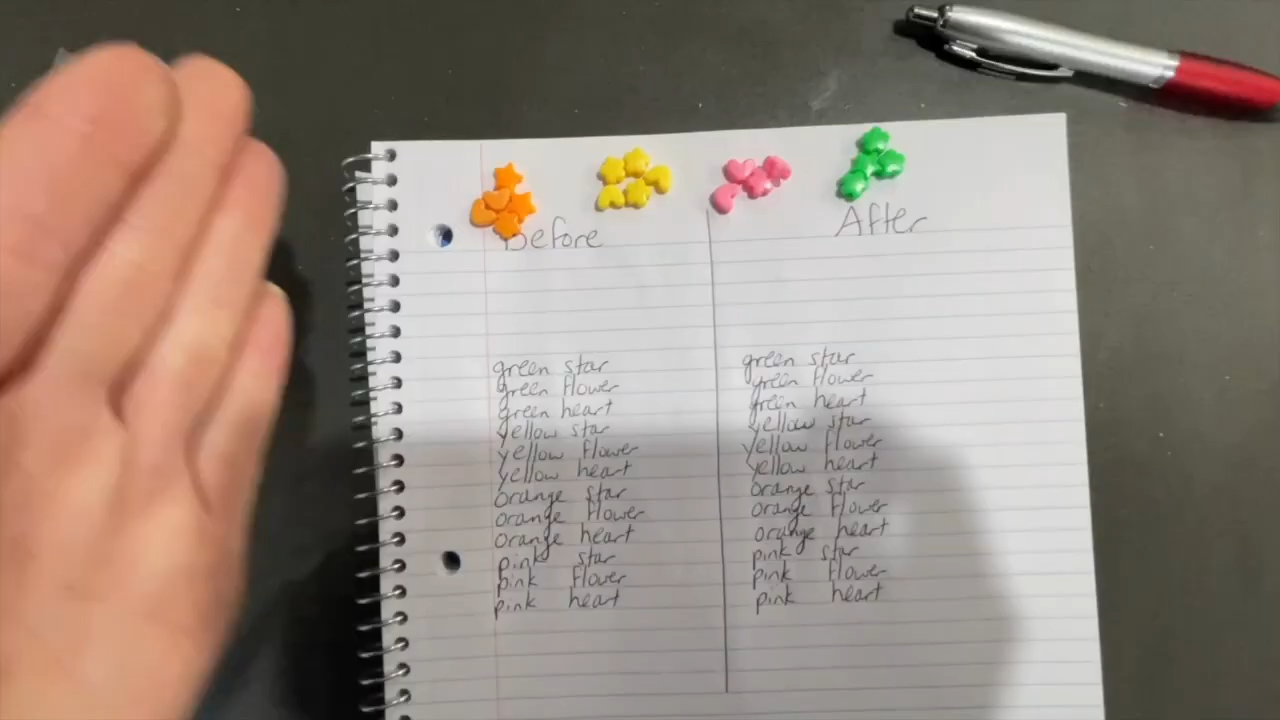 Before
After
green star
green flower
green heart
yellow star
yellow flower
yellow heart
orange star
orange flower
orange heart
pink star
pink flower
pink heart
green star
green flower
green heart
yellow star
yellow flower
yellow heart
orange star
orange flower
orange heart
pink star
pink flower
pink heart